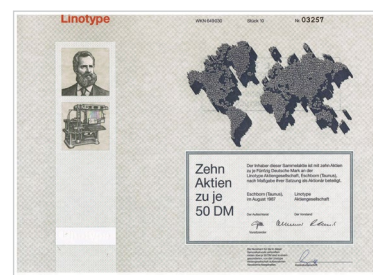 Linotype
WKN 649030 Stück 10 Nr. 03257
Zehn
Aktien
zu je
50 DM
Der Inhaber dieser Sammelaktie ist mit zehn Aktien
zu je Fünfzig Deutsche Mark an der
Linotype Aktiengesellschaft, Eschborn (Taunus),
nach Maßgabe ihrer Satzung als Aktionär beteiligt.
Eschborn (Taunus),
im August 1987
Linotype
Aktiengesellschaft
Der Aufsichtsrat
Der Vorstand
Vorsitzender